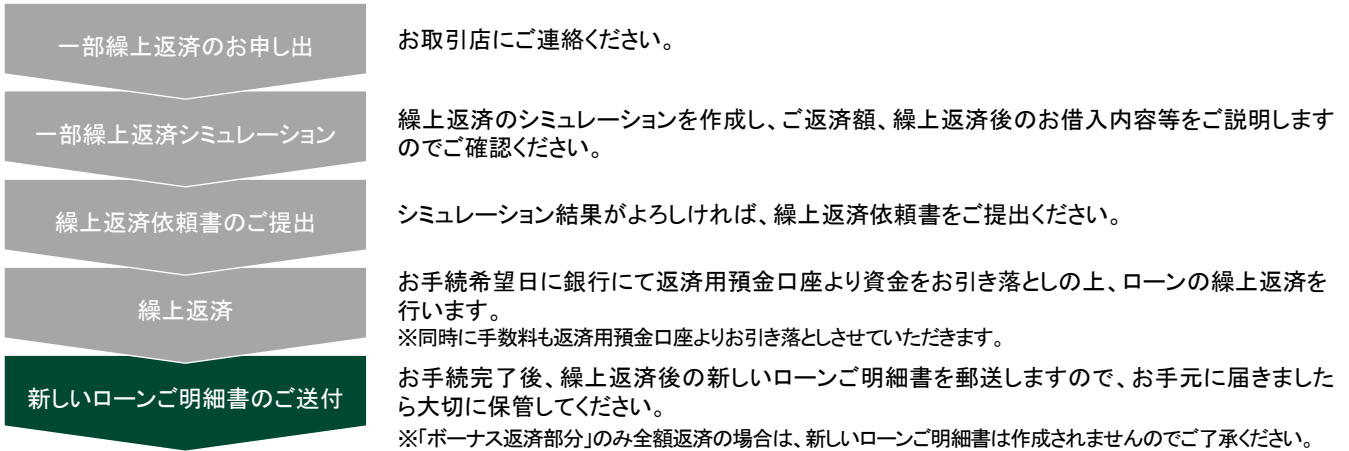 一部繰上返済のお申し出
お取引店にご連絡ください。
一部繰上返済シミュレーション
繰上返済のシミュレーションを作成し、ご返済額、繰上返済後のお借入内容等をご説明します
のでご確認ください。
繰上返済依頼書のご提出
シミュレーション結果がよろしければ、繰上返済依頼書をご提出ください。
繰上返済
お手続希望日に銀行にて返済用預金口座より資金をお引き落としの上、ローンの繰上返済を
行います。
※同時に手数料も返済用預金口座よりお引き落としさせていただきます。
新しいローンご明細書のご送付
お手続完了後、繰上返済後の新しいローンご明細書を郵送しますので、お手元に届きました
ら大切に保管してください。
※「ボーナス返済部分」のみ全額返済の場合は、新しいローンご明細書は作成されませんのでご了承ください。